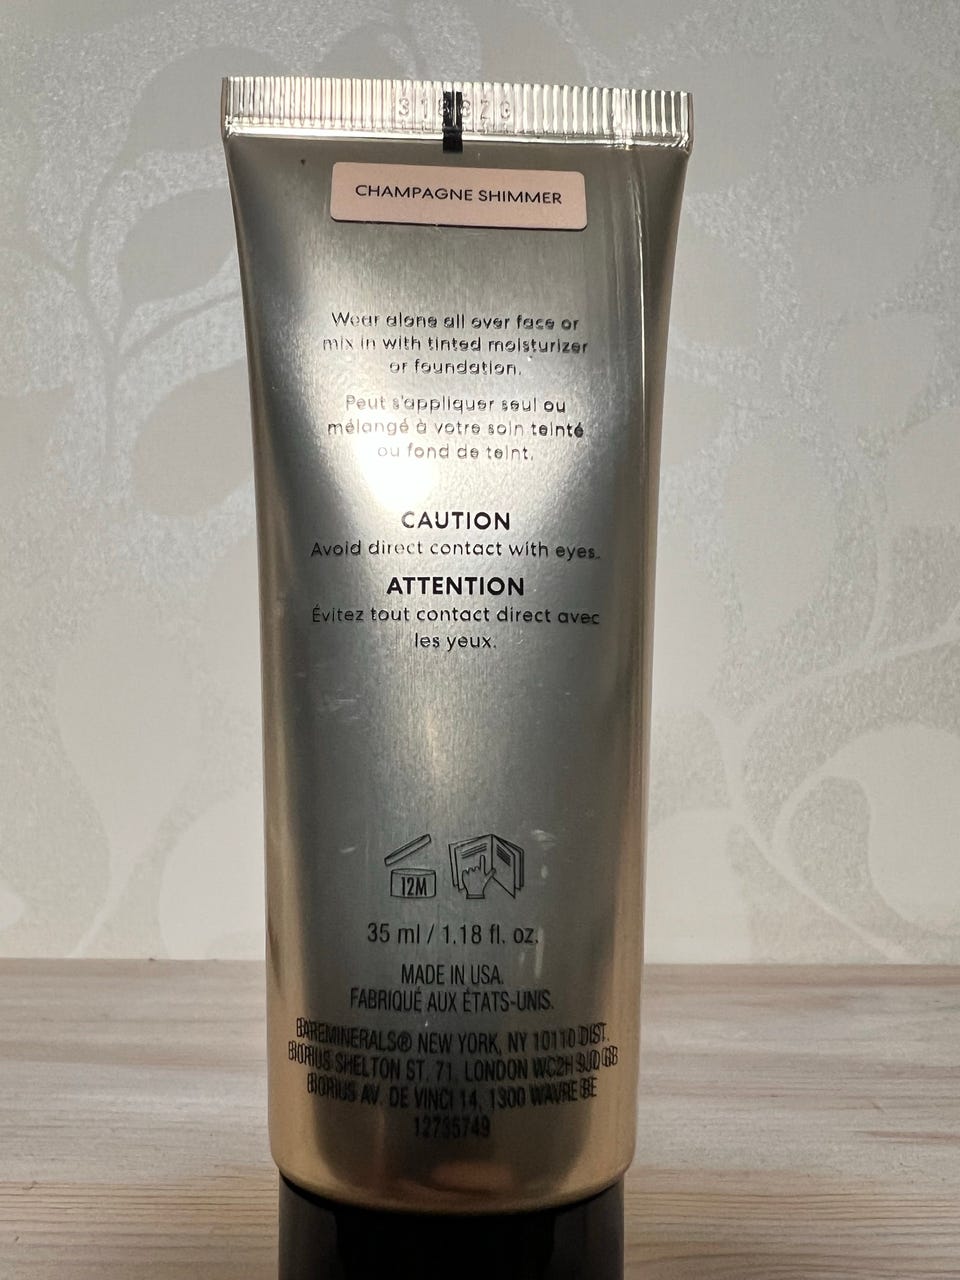 CHAMPAGNE SHIMMER
Wear alone all over face or
mix in with tinted moisturizer
or foundation.
Peut s'appliquer seul ou
mélangé à votre soin teinté
ou fond de teint.
CAUTION
Avoid direct contact with eyes.
ATTENTION
Évitez tout contact direct avec
les yeux.
12M
35 ml / 1.18 fl. oz.
MADE IN USA.
FABRIQUÉ AUX ÉTATS-UNIS.
BAREMINERALS® NEW YORK, NY 10110 DIST.
SHELTON ST. 71, LONDON WC2H 9JQ GB
AV. DE VINCI 14, 1300 WAVRE BE